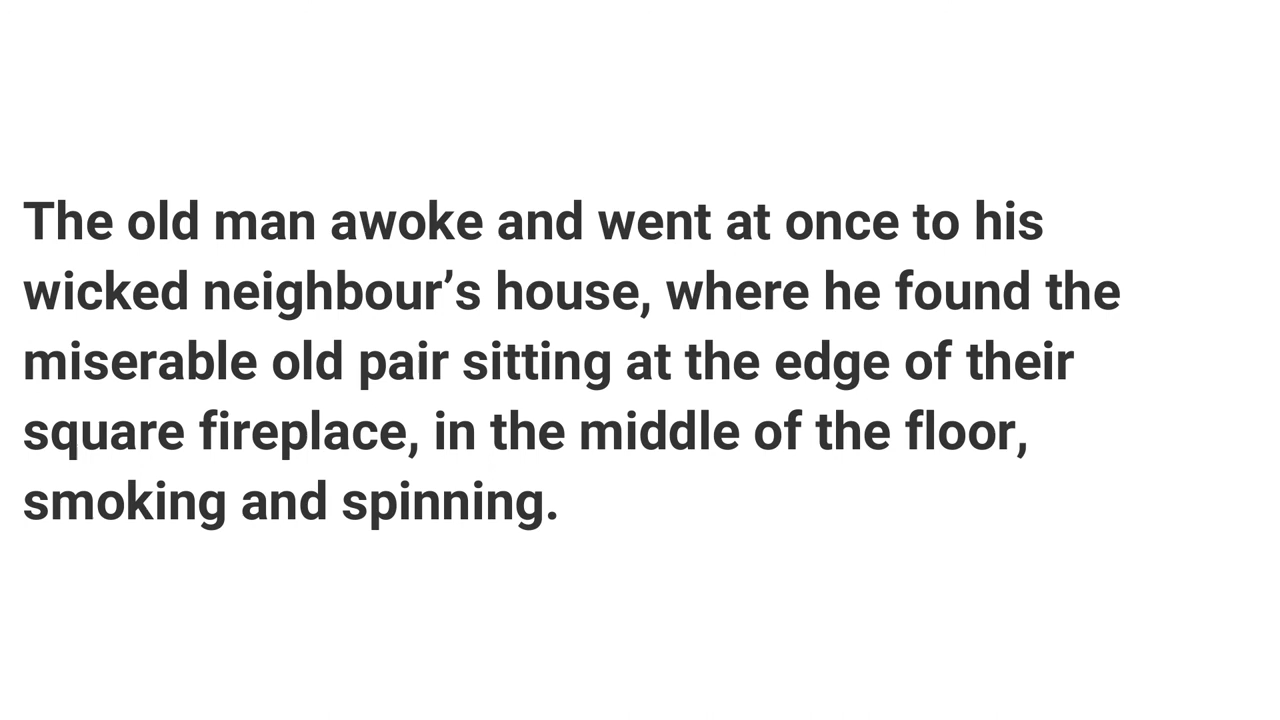 The old man awoke and went at once to his
wicked neighbour’s house, where he found the
miserable old pair sitting at the edge of their
square fireplace, in the middle of the floor,
smoking and spinning.